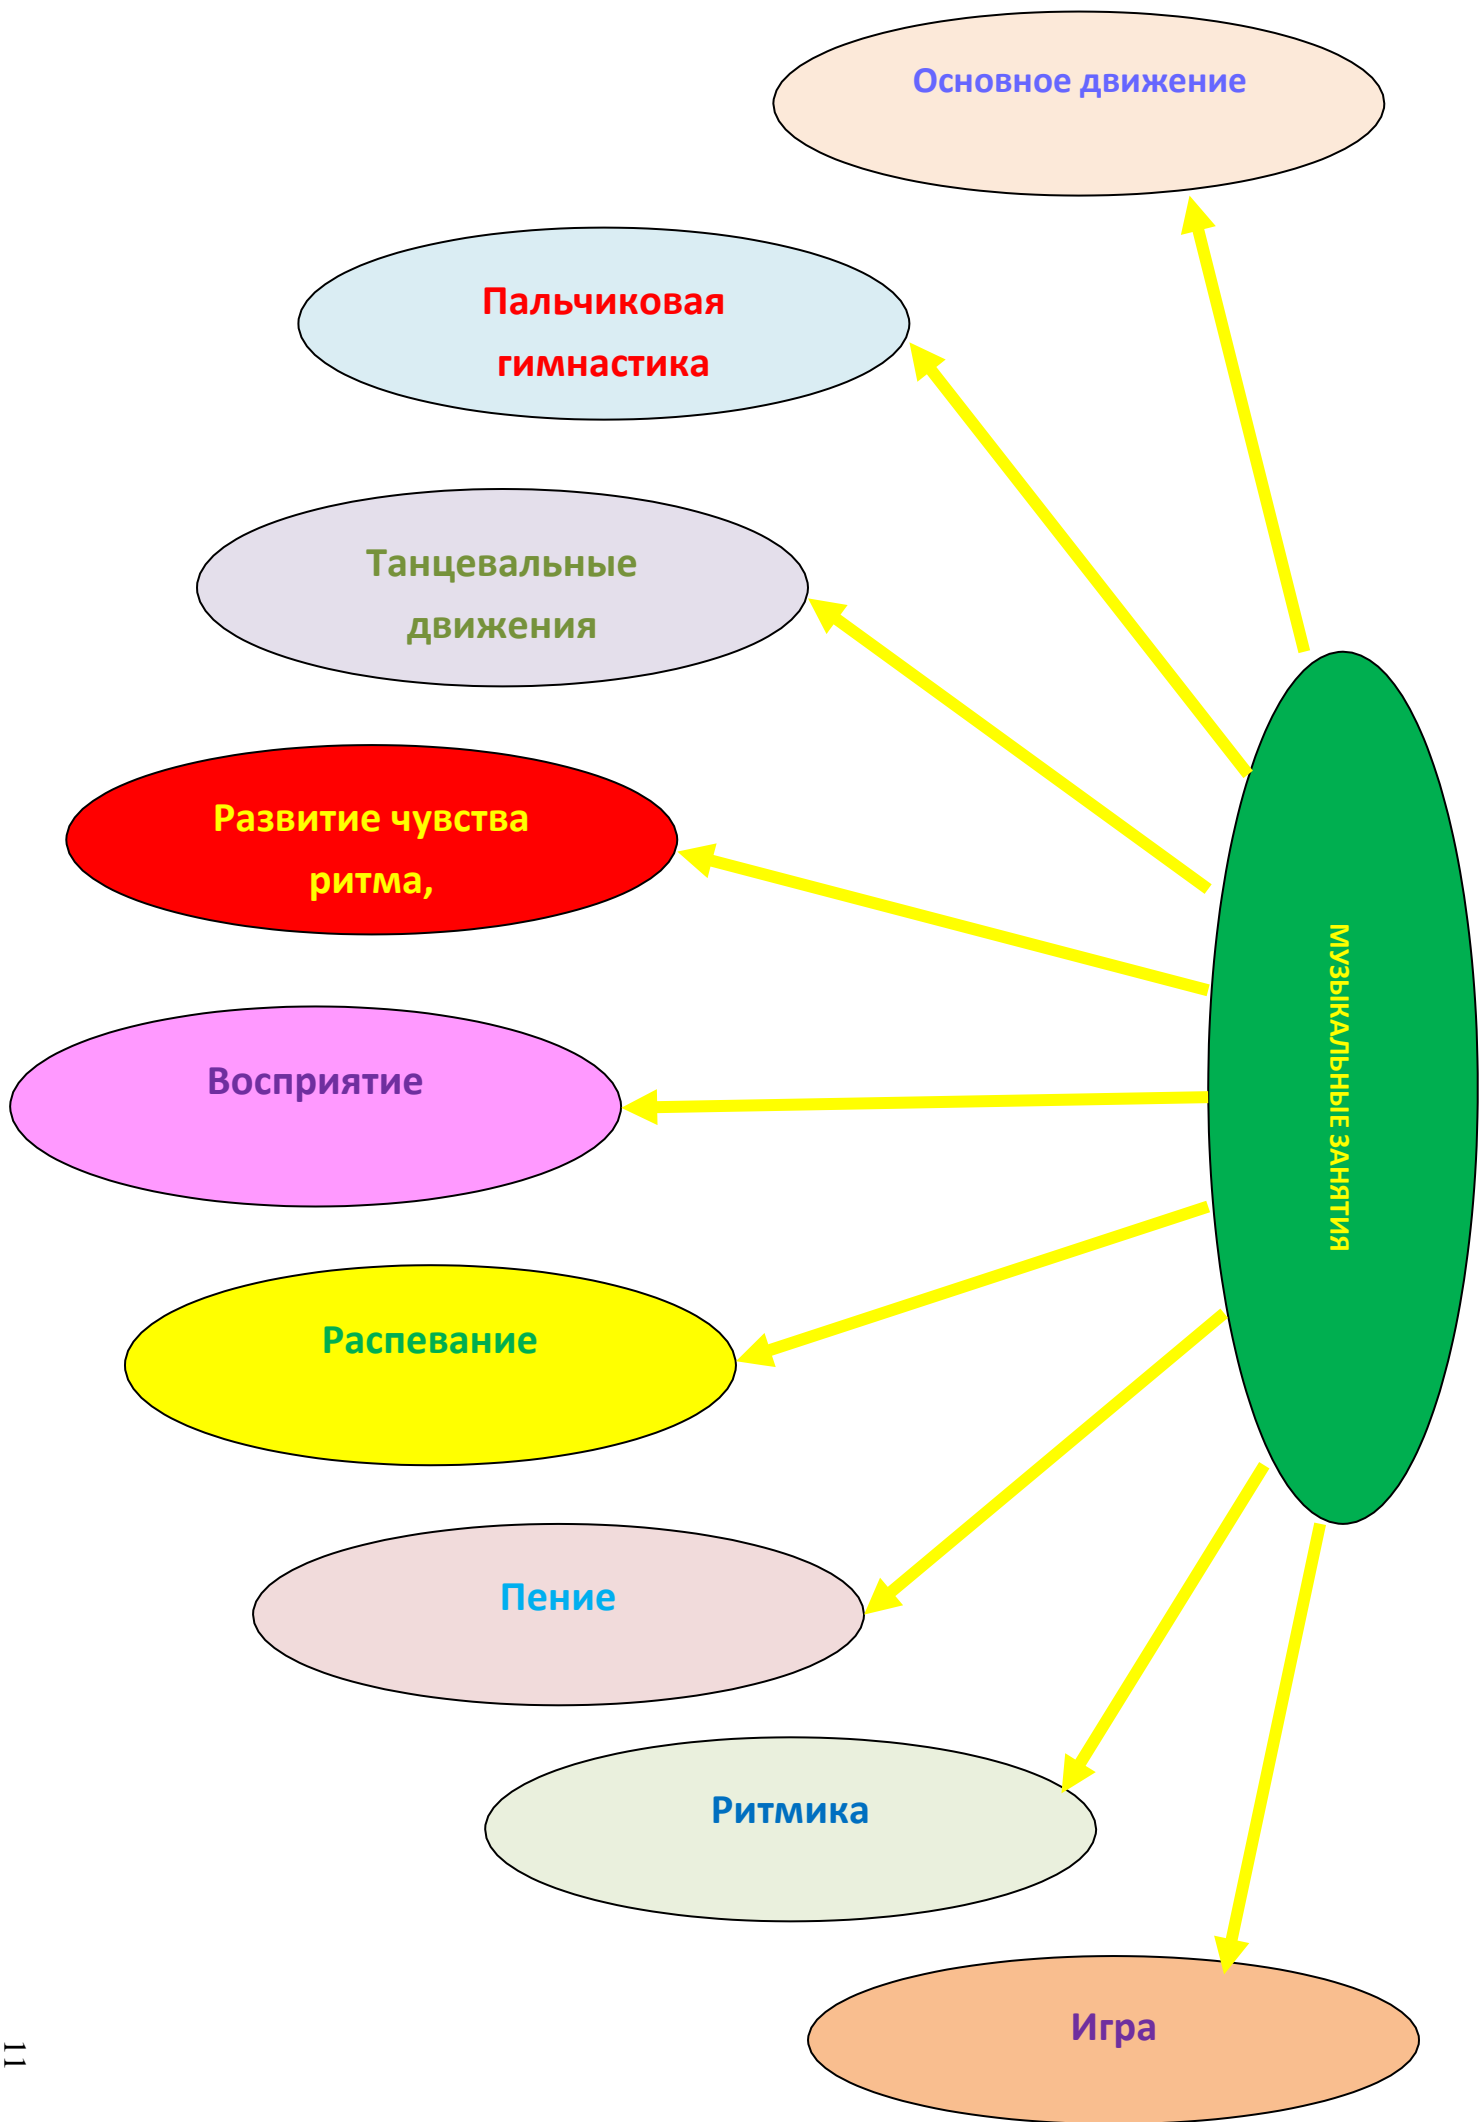 Основное движение
Пальчиковая
гимнастика
Танцевальные
движения
Развитие чувства
ритма,
МУЗЫКАЛЬНЫЕ ЗАНЯТИЯ
Восприятие
Распевание
Пение
Ритмика
Игра
11